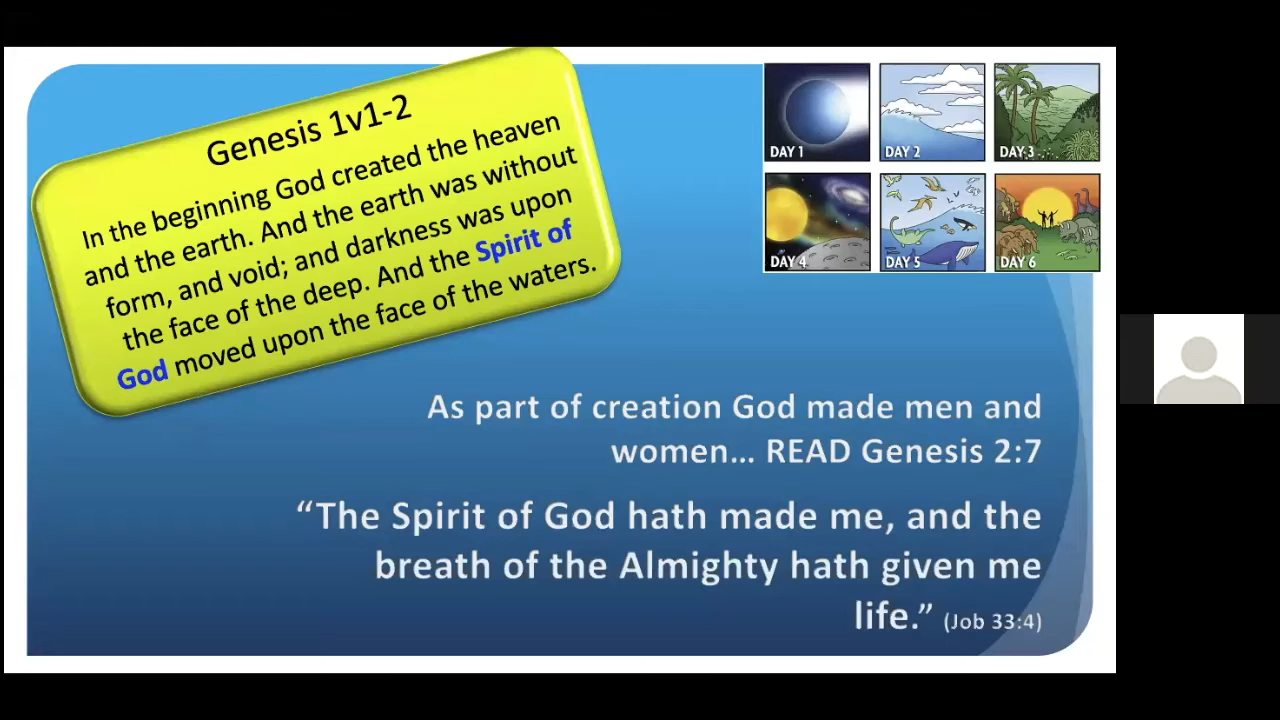 Genesis 1v1-2
In the beginning God created the heaven
and the earth. And the earth was without
form, and void; and darkness was upon
the face of the deep. And the Spirit of
God moved upon the face of the waters.
DAY 1
DAY 2
DAY 3
DAY 4
DAY 5
DAY 6
As part of creation God made men and
women... READ Genesis 2:7
“The Spirit of God hath made me, and the
breath of the Almighty hath given me
life.” (Job 33:4)